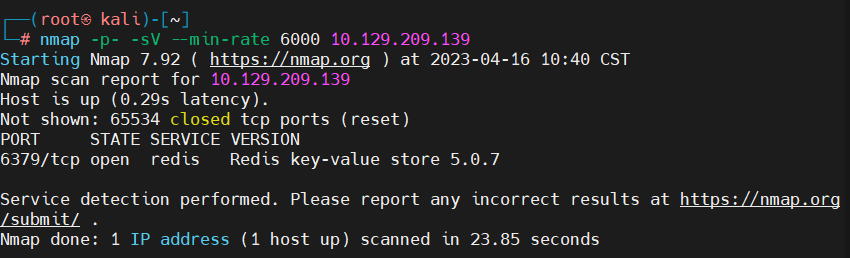 ┌──(root㉿ kali)-[~]
└─# nmap -p- -sV --min-rate 6000 10.129.209.139
Starting Nmap 7.92 ( https://nmap.org ) at 2023-04-16 10:40 CST
Nmap scan report for 10.129.209.139
Host is up (0.29s latency).
Not shown: 65534 closed tcp ports (reset)
PORT     STATE SERVICE VERSION
6379/tcp open  redis   Redis key-value store 5.0.7

Service detection performed. Please report any incorrect results at https://nmap.org
/submit/ .
Nmap done: 1 IP address (1 host up) scanned in 23.85 seconds